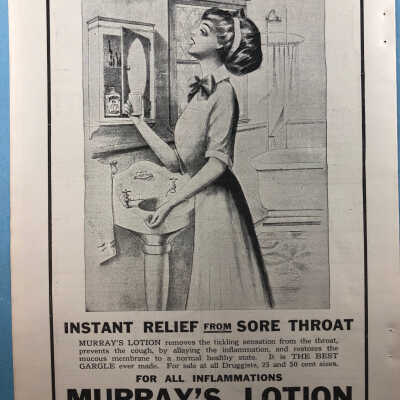 INSTANT RELIEF FROM SORE THROAT
MURRAY'S LOTION removes the tickling sensation from the throat,
prevents the cough, by allaying the inflammation, and restores the
mucous membrane to a normal healthy state. It is THE BEST
GARGLE ever made. For sale at all Druggists, 25 and 50 cent sizes.
FOR ALL INFLAMMATIONS
MURRAY'S LOTION